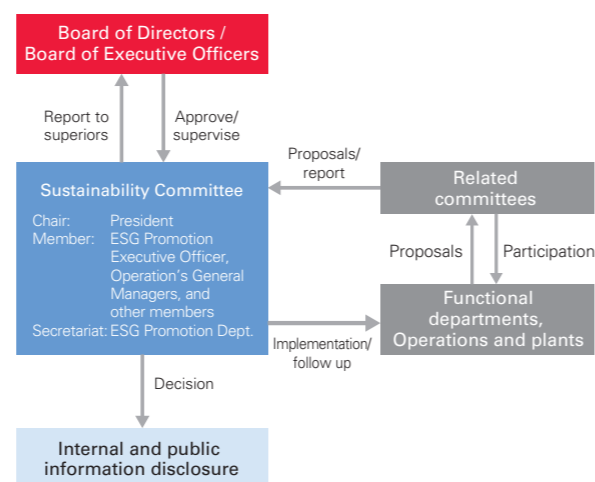 Board of Directors /
Board of Executive Officers
Report to
superiors
Approve/
supervise
Proposals/
report
Sustainability Committee
Chair: President
Member: ESG Promotion
Executive Officer,
Operation's General
Managers, and
other members
Secretariat: ESG Promotion Dept.
Related
committees
Proposals
Participation
Functional
departments,
Operations and plants
Implementation/
follow up
Decision
Internal and public
information disclosure